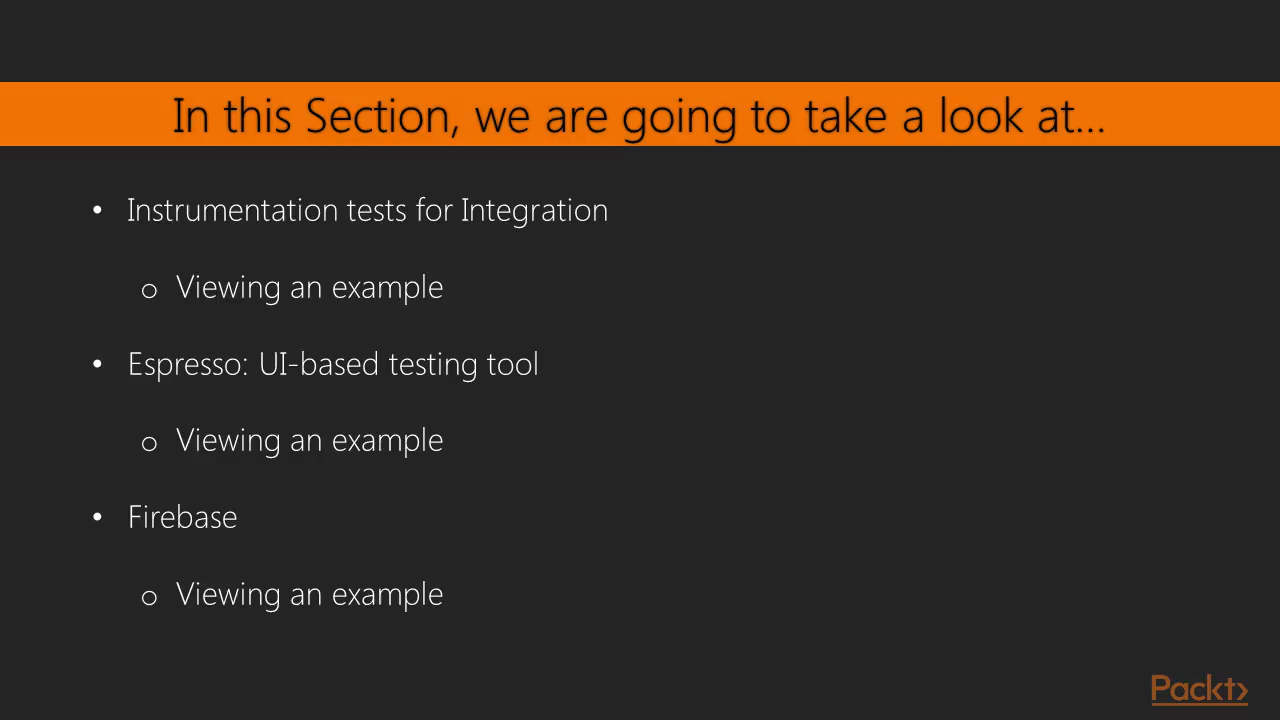 In this Section, we are going to take a look at...
• Instrumentation tests for Integration
o Viewing an example
• Espresso: UI-based testing tool
o Viewing an example
• Firebase
o Viewing an example
Packt>